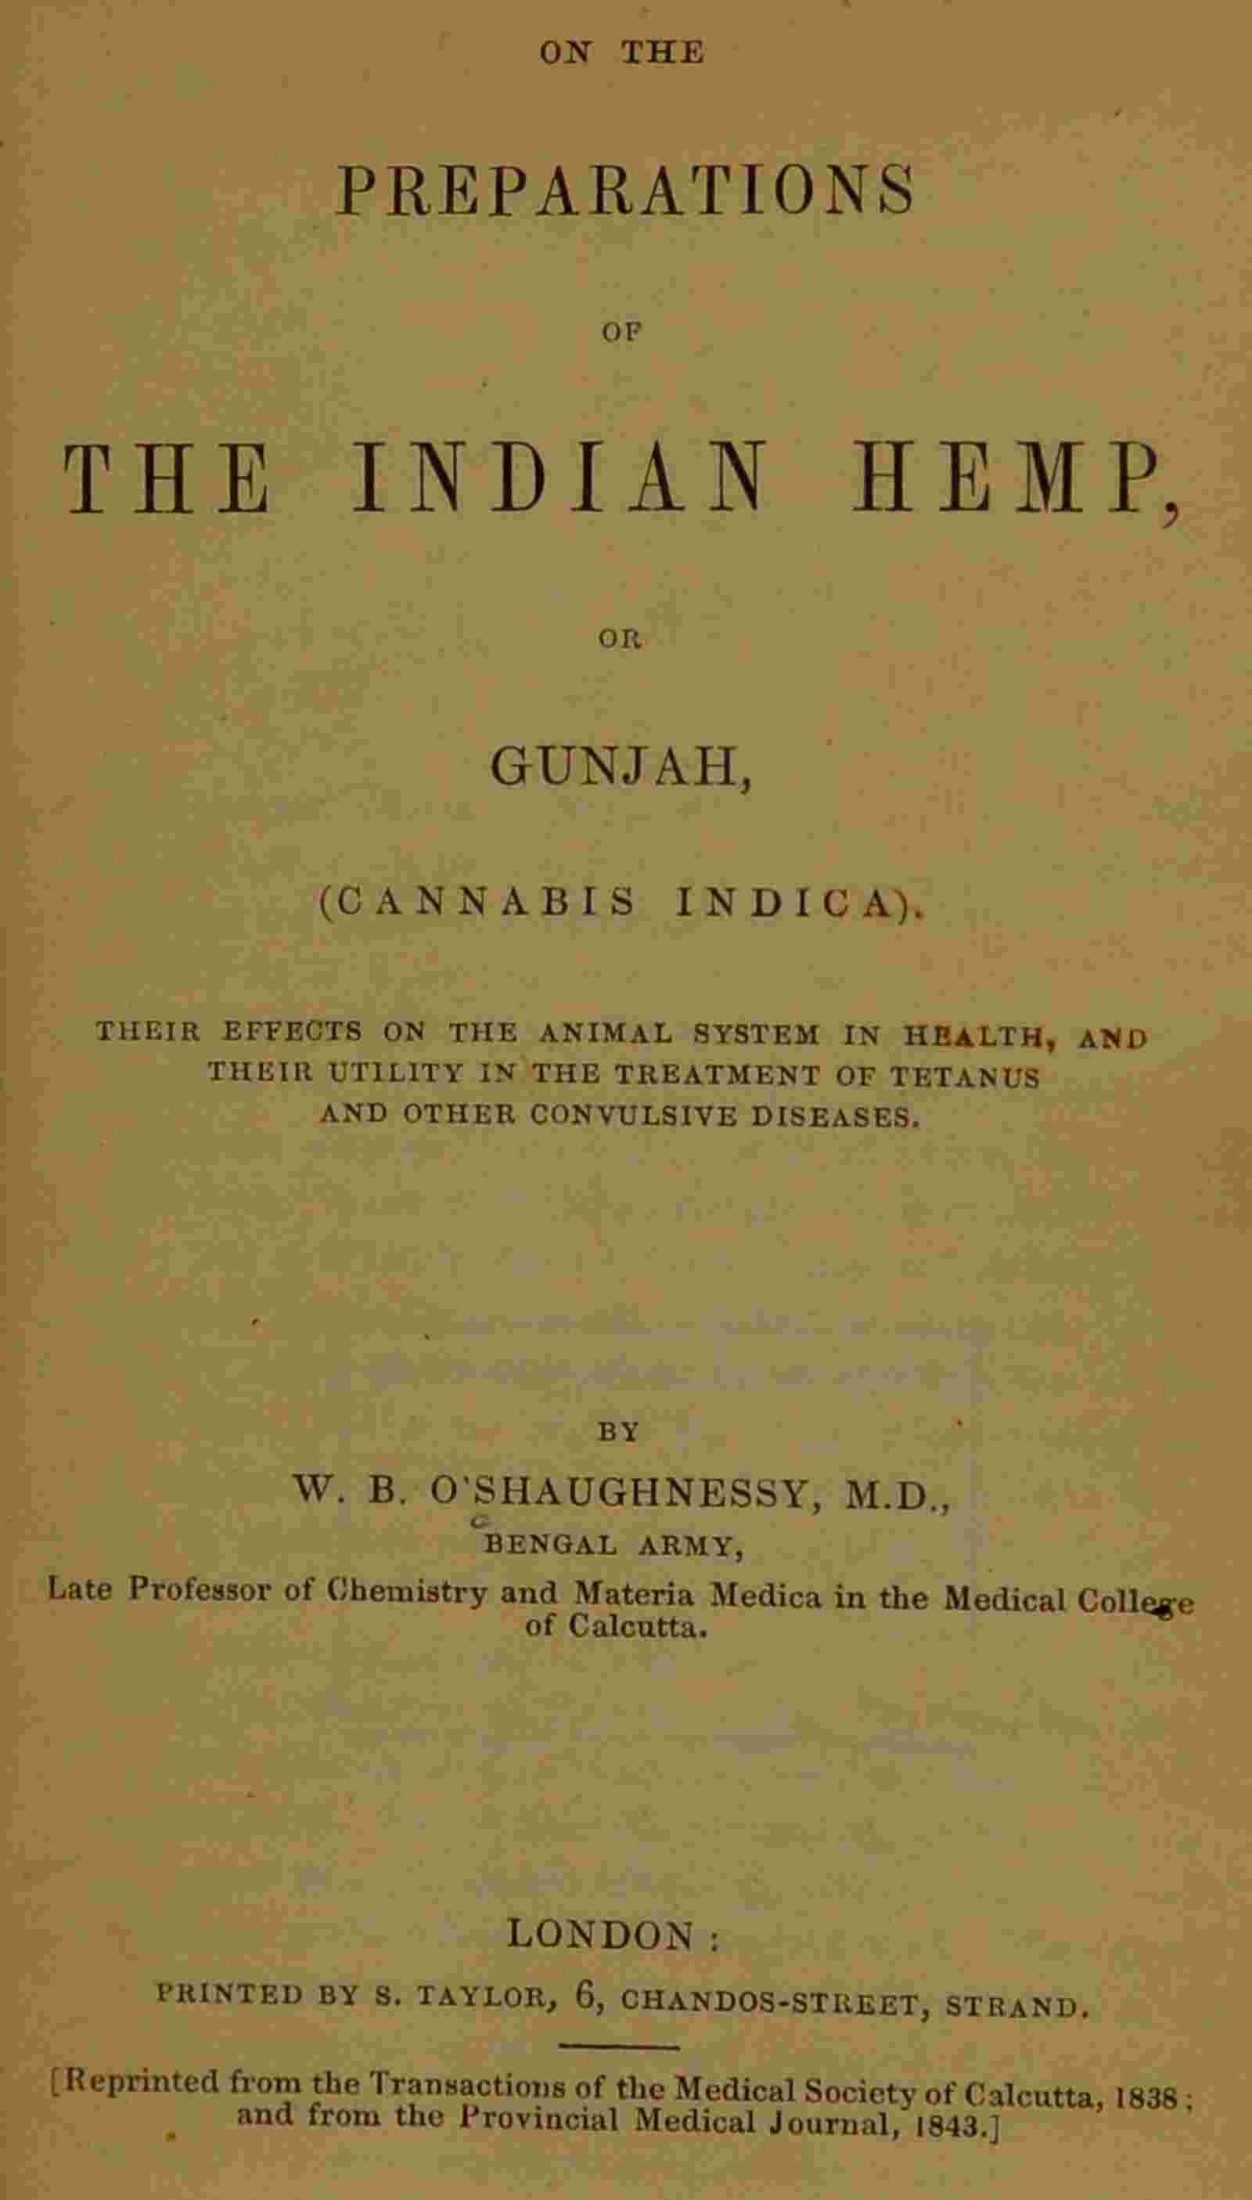 ON THE
PREPARATIONS
OF
THE INDIAN HEMP,
OR
GUNJAH,
(CANNABIS INDICA).
THEIR EFFECTS ON THE ANIMAL SYSTEM IN HEALTH, AND
THEIR UTILITY IN THE TREATMENT OF TETANUS
AND OTHER CONVULSIVE DISEASES.
BY
W. B. O'SHAUGHNESSY, M.D.,
BENGAL ARMY,
Late Professor of Chemistry and Materia Medica in the Medical College
of Calcutta.
LONDON:
PRINTED BY S. TAYLOR, 6, CHANDOS-STREET, STRAND.
[Reprinted from the Transactions of the Medical Society of Calcutta, 1838;
and from the Provincial Medical Journal, 1843.]